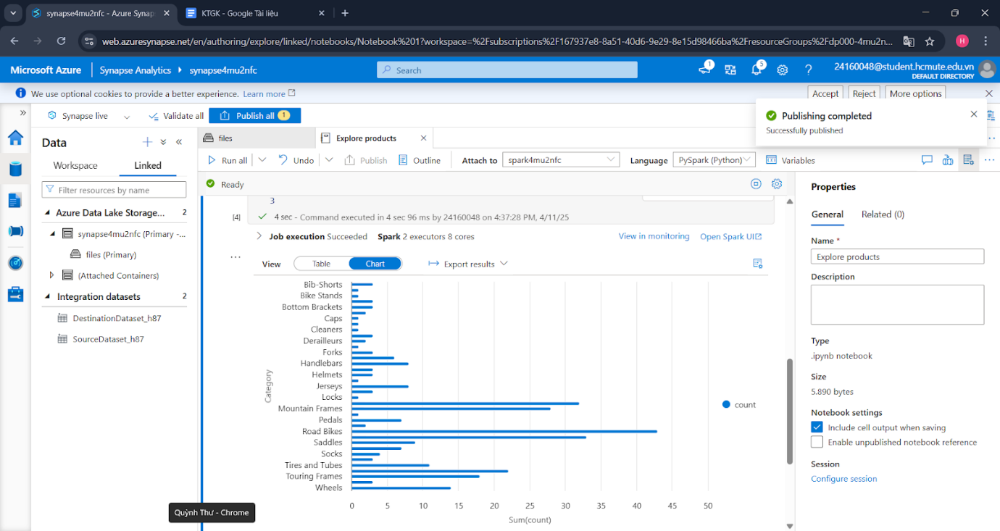 synapse4mu2nfc - Azure Synap
KTGK - Google Tài liệu
web.azuresynapse.net/en/authoring/explore/linked/notebooks/Notebook%201?workspace=%2Fsubscriptions%2F167937e8-8a51-40d6-9e29-8e15d98466ba%2FresourceGroups%2Fdp000-4mu2n...
H
Microsoft Azure
Synapse Analytics
synapse4mu2nfc
Search
1
5
24160048@student.hcmute.edu.vn
DEFAULT DIRECTORY
We use optional cookies to provide a better experience. Learn more
Accept
Reject
More options
Synapse live
Validate all
Publish all 1
Publishing completed
Successfully published
Data
Workspace
Linked
Filter resources by name
Azure Data Lake Storage... 2
synapse4mu2nfc (Primary -...
files (Primary)
(Attached Containers)
Integration datasets 2
DestinationDataset_h87
SourceDataset_h87
files
Explore products
Run all
Undo
Publish
Outline
Attach to
spark4mu2nfc
Language
PySpark (Python)
Variables
Ready
3
[4]
4 sec - Command executed in 4 sec 96 ms by 24160048 on 4:37:28 PM, 4/11/25
Job execution Succeeded Spark 2 executors 8 cores
View in monitoring
Open Spark UI
...
View
Table
Chart
Export results
Bib-Shorts
Bike Stands
Bottom Brackets
Caps
Cleaners
Derailleurs
Forks
Handlebars
Helmets
Jerseys
Locks
Mountain Frames
Pedals
Road Bikes
Saddles
Socks
Tires and Tubes
Touring Frames
Wheels
Category
0 5 10 15 20 25 30 35 40 45 50
Sum(count)
count
Properties
General
Related (0)
Name *
Explore products
Description
Type
.ipynb notebook
Size
5.890 bytes
Notebook settings
Include cell output when saving
Enable unpublished notebook reference
Session
Configure session
Quỳnh Thư - Chrome